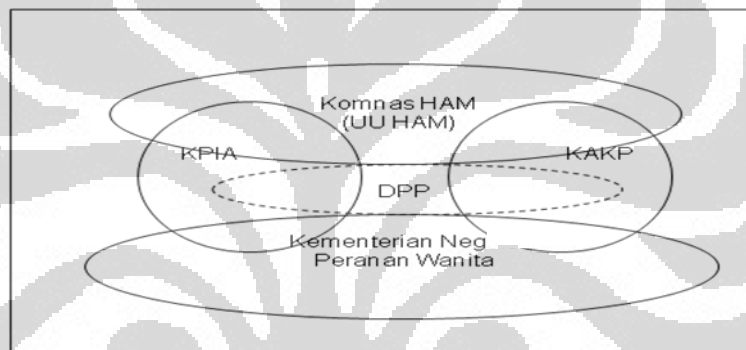 Komnas HAM
(UU HAM)
KPIA
KAKP
DPP
Kementerian Neg
Peranan Wanita